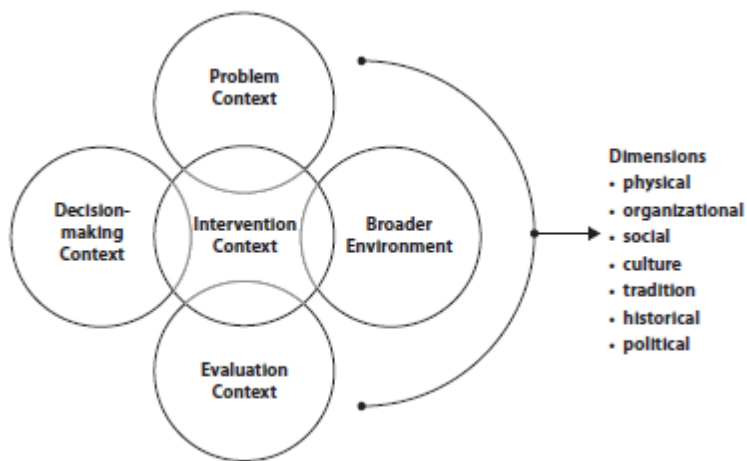 Problem
Context
Decision-
making
Context
Intervention
Context
Broader
Environment
Evaluation
Context
Dimensions
• physical
• organizational
• social
• culture
• tradition
• historical
• political